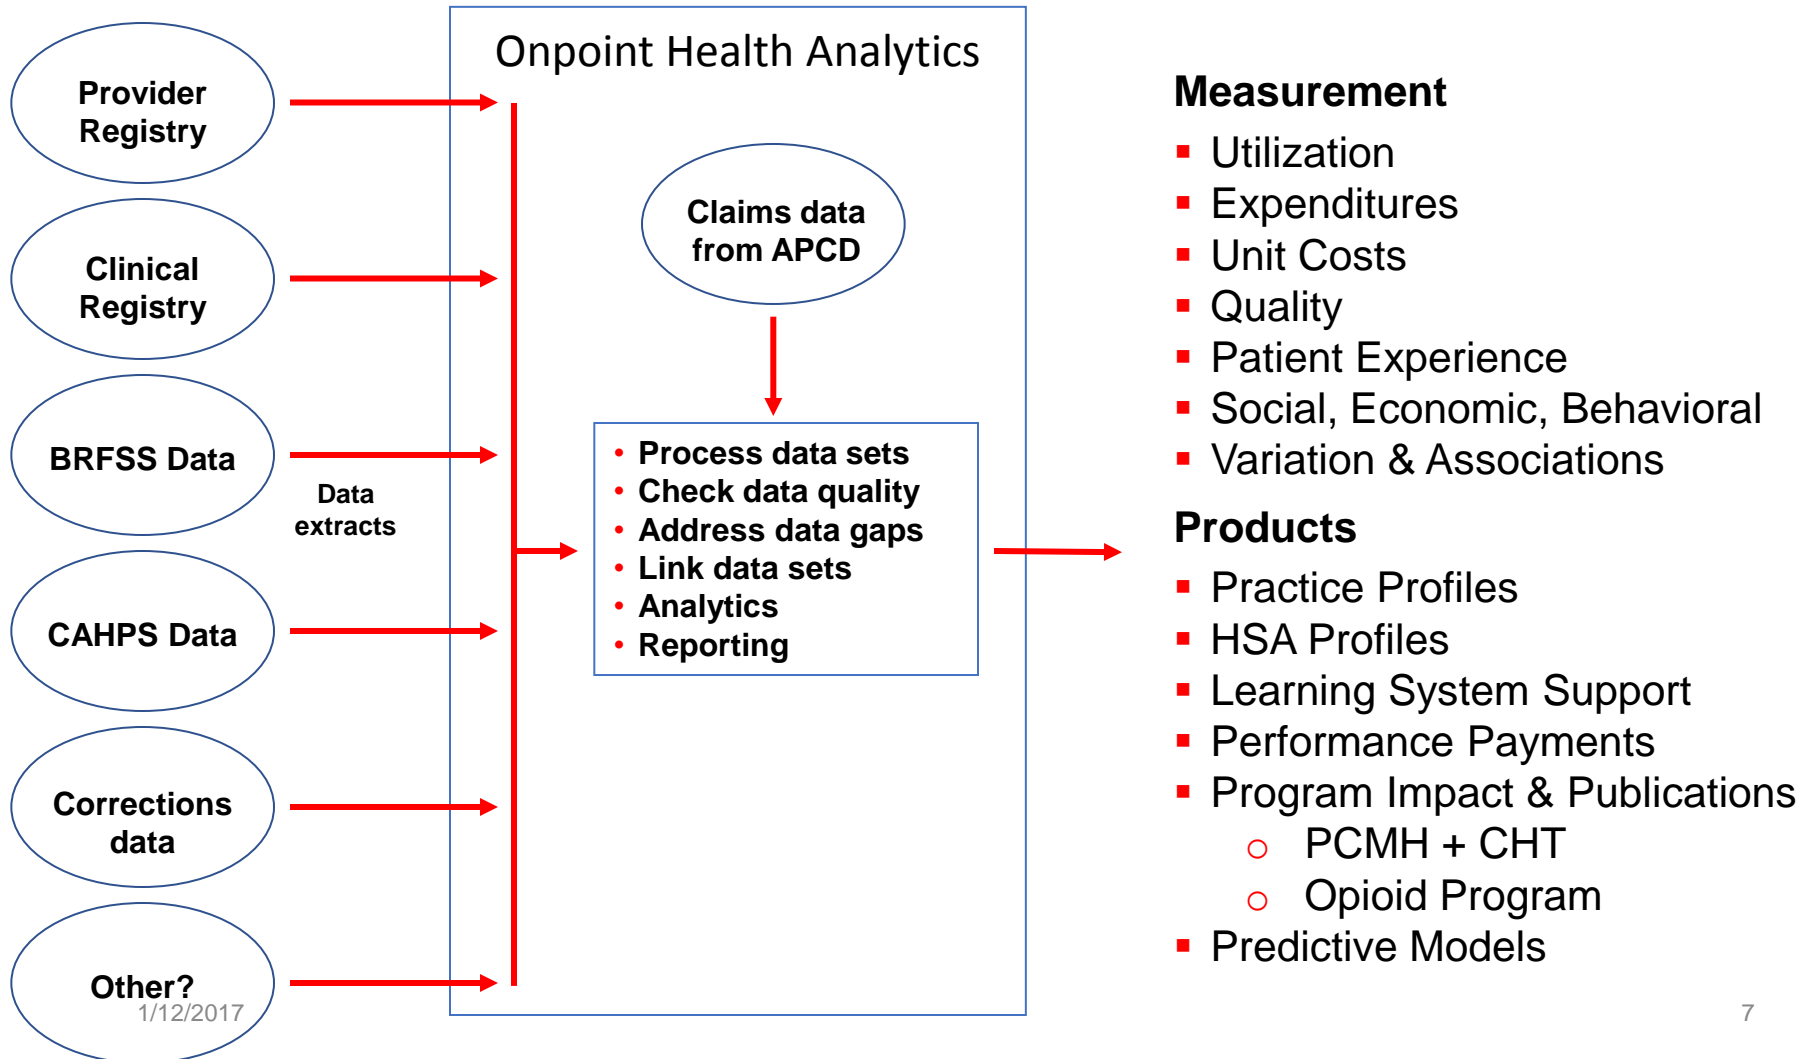 Onpoint Health Analytics
Provider
Registry
Clinical
Registry
BRFSS Data
CAHPS Data
Corrections
data
Other?
Data
extracts
Claims data
from APCD
• Process data sets
• Check data quality
• Address data gaps
• Link data sets
• Analytics
• Reporting
Measurement
▪ Utilization
▪ Expenditures
▪ Unit Costs
▪ Quality
▪ Patient Experience
▪ Social, Economic, Behavioral
▪ Variation & Associations
Products
▪ Practice Profiles
▪ HSA Profiles
▪ Learning System Support
▪ Performance Payments
▪ Program Impact & Publications
o PCMH + CHT
o Opioid Program
▪ Predictive Models
1/12/2017
7